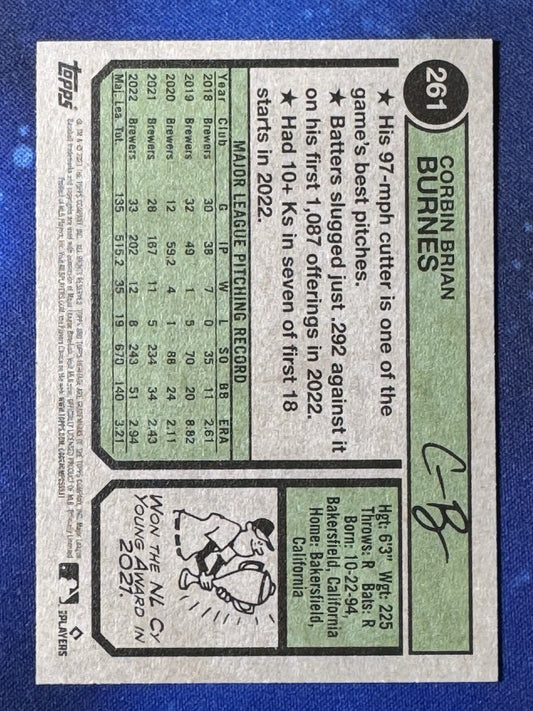 261
CORBIN BRIAN
BURNES
★ His 97-mph cutter is one of the
game's best pitches.
★ Batters slugged just .292 against it
on his first 1,087 offerings in 2022.
★ Had 10+ Ks in seven of first 18
starts in 2022.
MAJOR LEAGUE PITCHING RECORD
Year Club G IP W L SO BB ERA
2018 Brewers 30 38 7 0 35 11 2.61
2019 Brewers 32 49 1 5 70 20 8.82
2020 Brewers 12 59.2 4 1 88 24 2.11
2021 Brewers 28 167 11 5 234 34 2.43
2022 Brewers 33 202 12 8 243 51 2.94
Maj. Lea. Tot. 135 515.2 35 19 670 140 3.21
Hgt: 6'3" Wgt: 225
Throws: R Bats: R
Born: 10-22-94,
Bakersfield, California
Home: Bakersfield,
California
WON THE NL CY
YOUNG AWARD IN
2021.
topps
PLAYERS